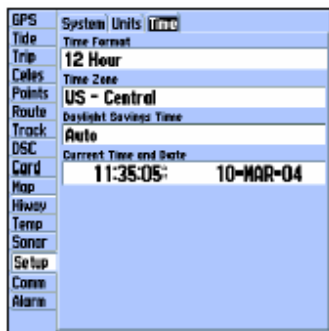 GPS
Tide
Trip
Celes
Points
Route
Track
DSC
Card
Map
Hiway
Temp
Sonar
Setup
Comm
Alarm
System Units Time
Time Format
12 Hour
Time Zone
US - Central
Daylight Savings Time
Auto
Current Time and Date
11:35:05 10-MAR-04